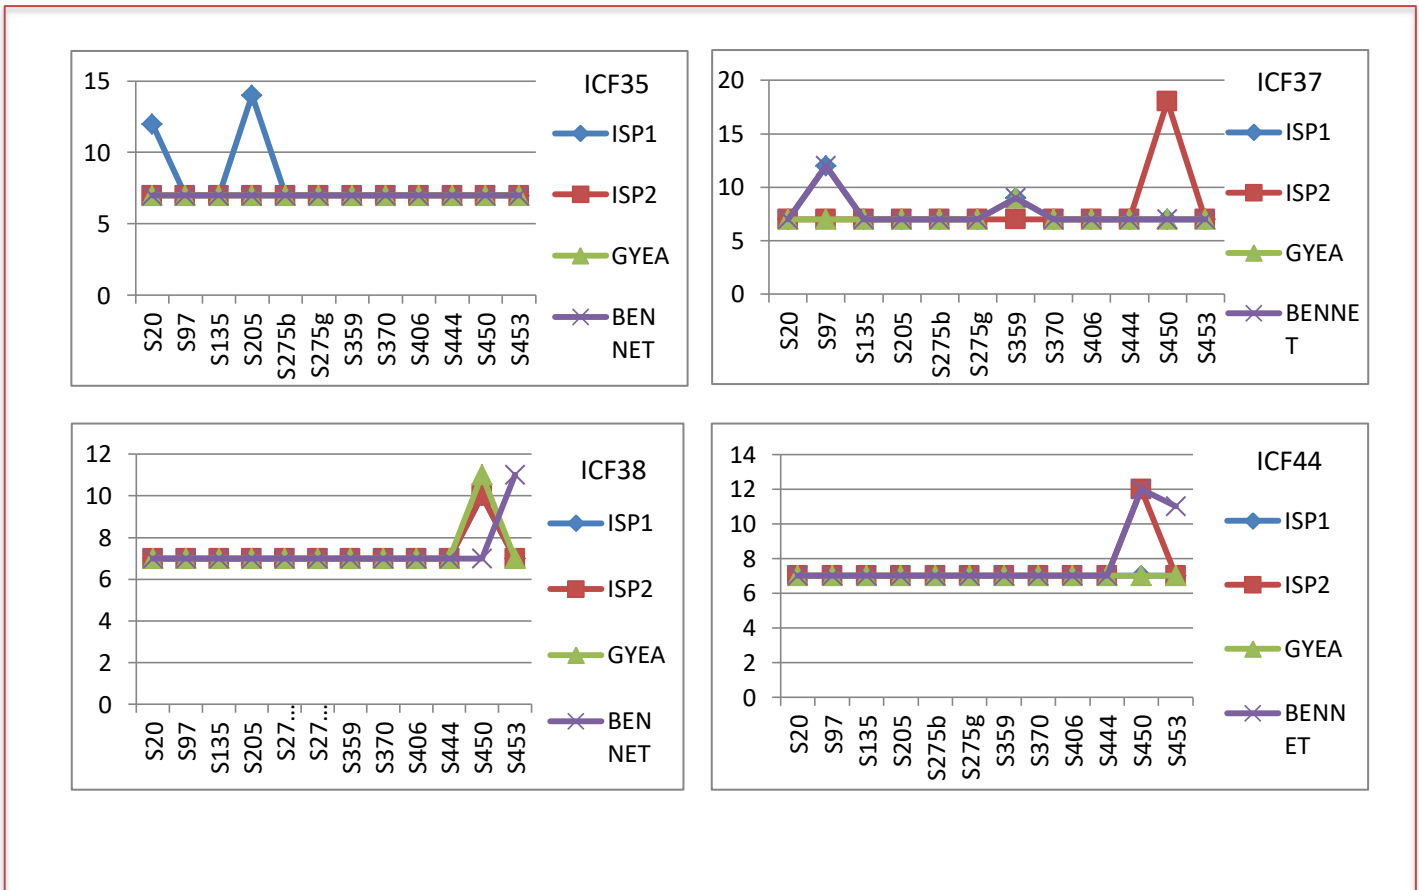 ICF35
15
10
5
0
S20
S97
S135
S205
S275b
S275g
S359
S370
S406
S444
S450
S453
ISP1
ISP2
GYEA
BEN
NET
ICF37
20
15
10
5
0
S20
S97
S135
S205
S275b
S275g
S359
S370
S406
S444
S450
S453
ISP1
ISP2
GYEA
BENNE
T
ICF38
12
10
8
6
4
2
0
S20
S97
S135
S205
S27...
S27...
S359
S370
S406
S444
S450
S453
ISP1
ISP2
GYEA
BEN
NET
ICF44
14
12
10
8
6
4
2
0
S20
S97
S135
S205
S275b
S275g
S359
S370
S406
S444
S450
S453
ISP1
ISP2
GYEA
BENN
ET